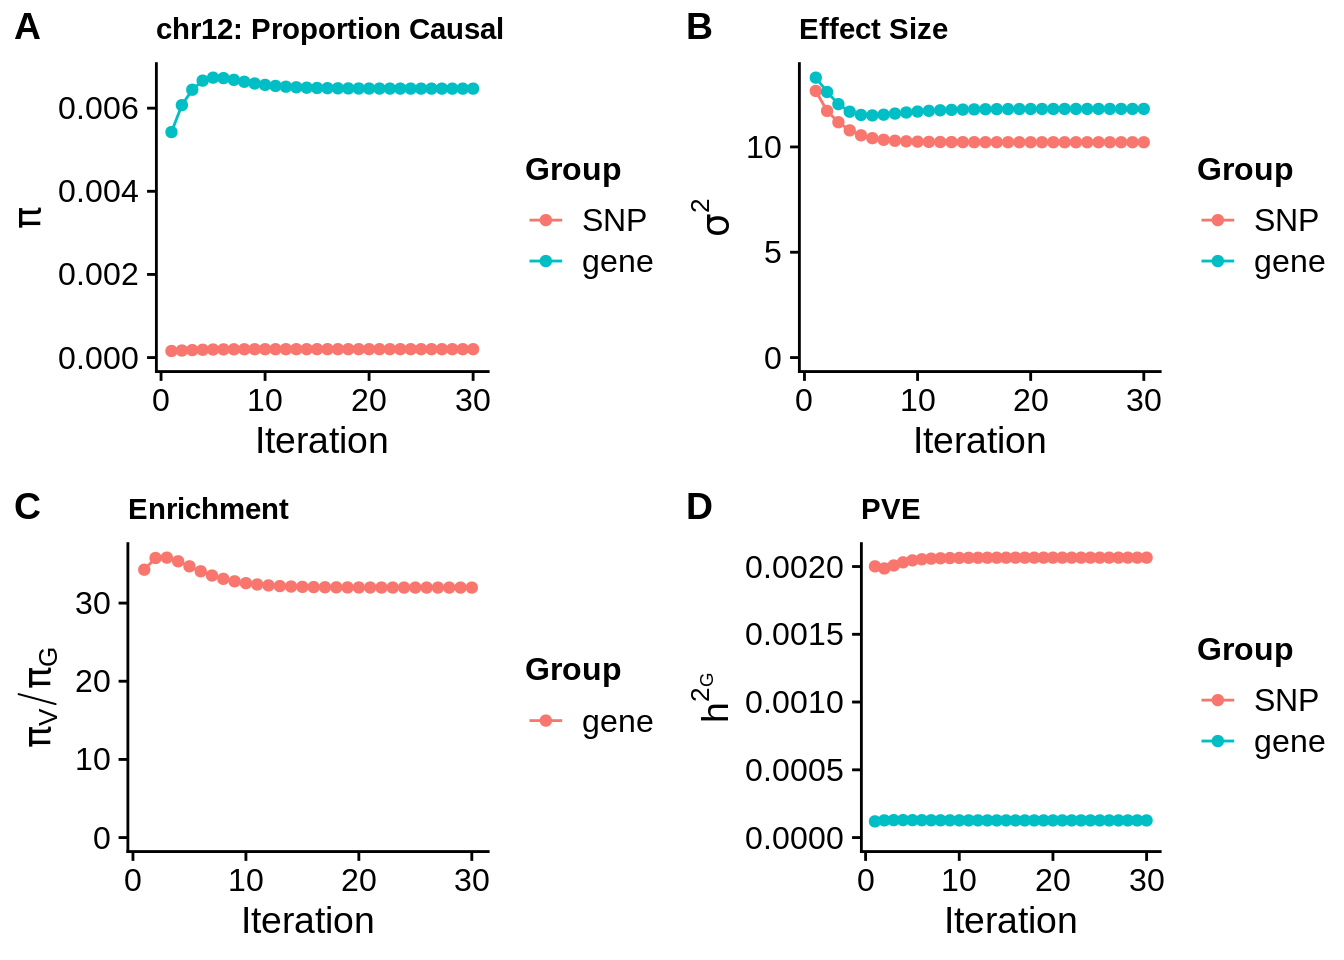 A
chr12: Proportion Causal
0.006
0.004
0.002
0.000
π
0 10 20 30
Iteration
Group
SNP
gene
B
Effect Size
10
5
0
σ2
0 10 20 30
Iteration
Group
SNP
gene
C
Enrichment
30
20
10
0
πV/πG
0 10 20 30
Iteration
Group
gene
D
PVE
0.0020
0.0015
0.0010
0.0005
0.0000
h2G
0 10 20 30
Iteration
Group
SNP
gene